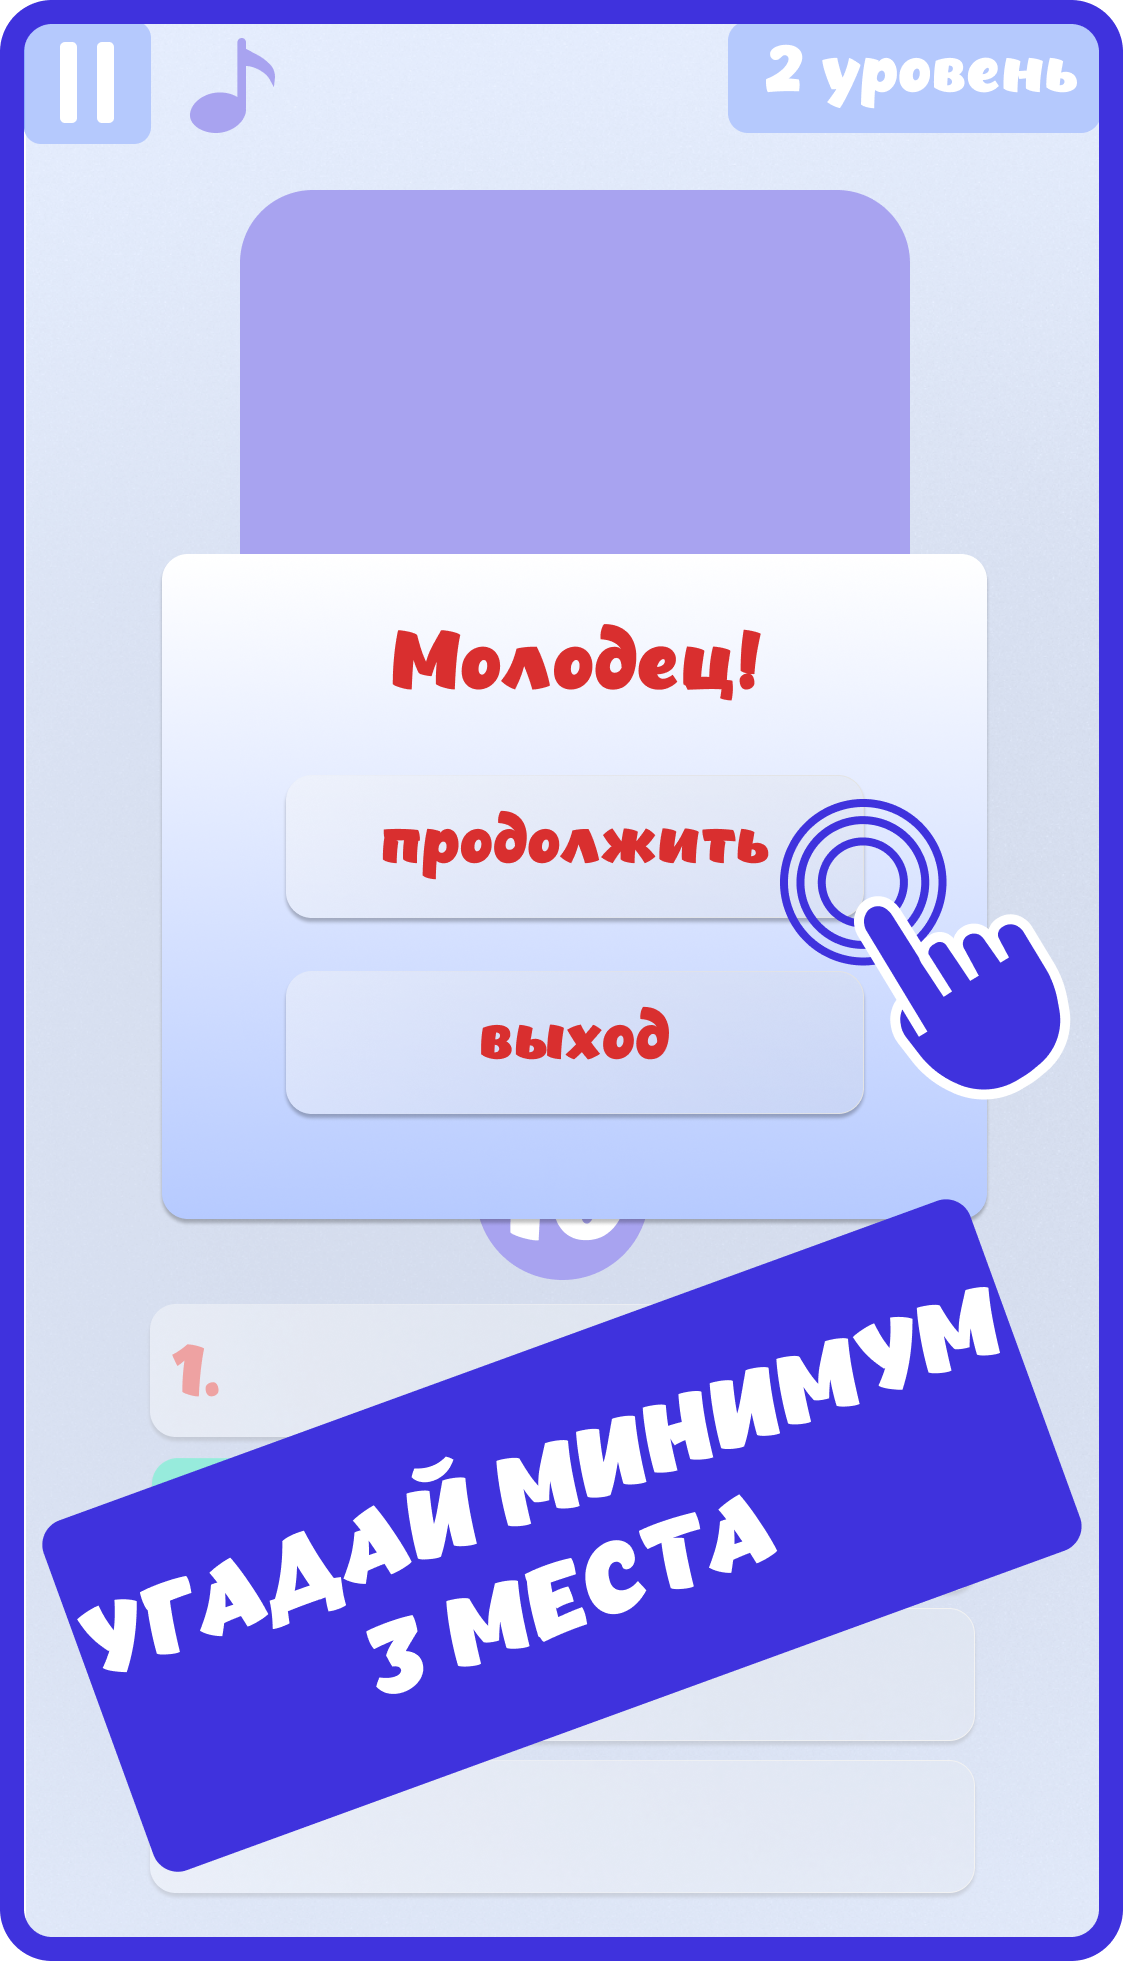 2 уровень
Молодец!
продолжить
выход
1.
УГАДАЙ МИНИМУМ
3 МЕСТА